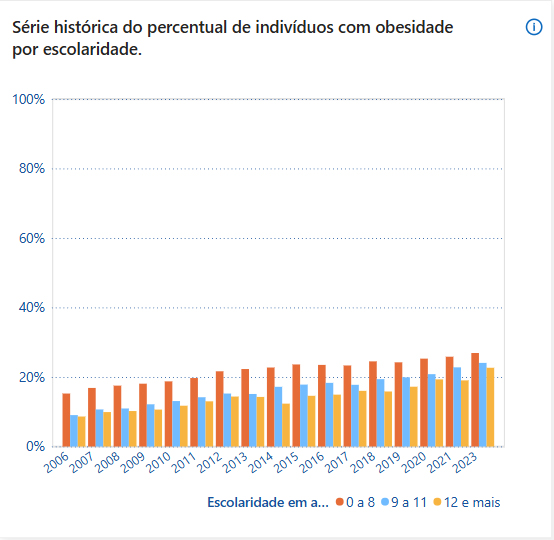 Série histórica do percentual de indivíduos com obesidade
por escolaridade.
100%
80%
60%
40%
20%
0%
2006 2007 2008 2009 2010 2011 2012 2013 2014 2015 2016 2017 2018 2019 2020 2021 2023
Escolaridade em a... 0 a 8 9 a 11 12 e mais